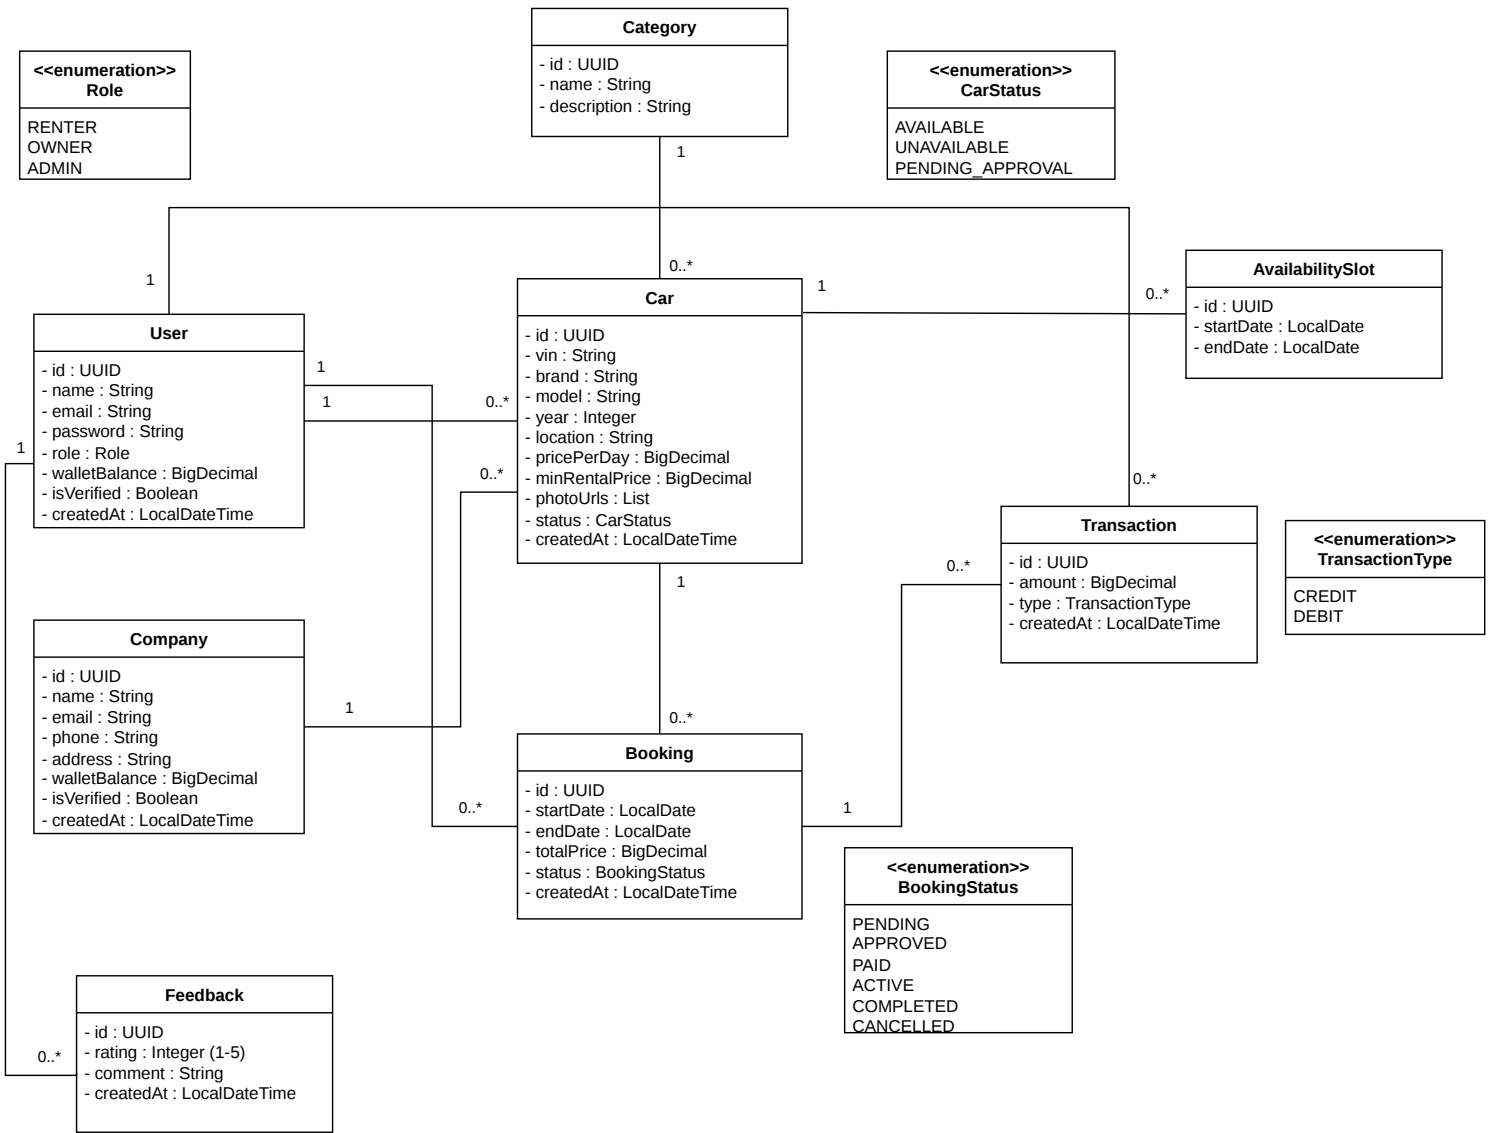 Category
- id : UUID
- name : String
- description : String
<<enumeration>>
Role
RENTER
OWNER
ADMIN
<<enumeration>>
CarStatus
AVAILABLE
UNAVAILABLE
PENDING_APPROVAL
1
0..*
1
User
- id : UUID
- name : String
- email : String
- password : String
- role : Role
- walletBalance : BigDecimal
- isVerified : Boolean
- createdAt : LocalDateTime
1
1
1
0..*
0..*
Car
- id : UUID
- vin : String
- brand : String
- model : String
- year : Integer
- location : String
- pricePerDay : BigDecimal
- minRentalPrice : BigDecimal
- photoUrls : List
- status : CarStatus
- createdAt : LocalDateTime
1
0..*
AvailabilitySlot
- id : UUID
- startDate : LocalDate
- endDate : LocalDate
0..*
Transaction
- id : UUID
- amount : BigDecimal
- type : TransactionType
- createdAt : LocalDateTime
0..*
<<enumeration>>
TransactionType
CREDIT
DEBIT
1
0..*
Company
- id : UUID
- name : String
- email : String
- phone : String
- address : String
- walletBalance : BigDecimal
- isVerified : Boolean
- createdAt : LocalDateTime
1
0..*
Booking
- id : UUID
- startDate : LocalDate
- endDate : LocalDate
- totalPrice : BigDecimal
- status : BookingStatus
- createdAt : LocalDateTime
1
<<enumeration>>
BookingStatus
PENDING
APPROVED
PAID
ACTIVE
COMPLETED
CANCELLED
Feedback
- id : UUID
- rating : Integer (1-5)
- comment : String
- createdAt : LocalDateTime
0..*